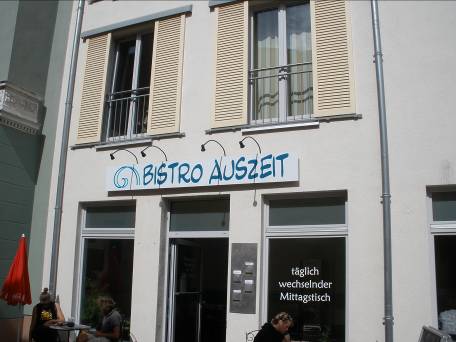 BISTRO AUSZEIT
täglich
wechselnder
Mittagstisch